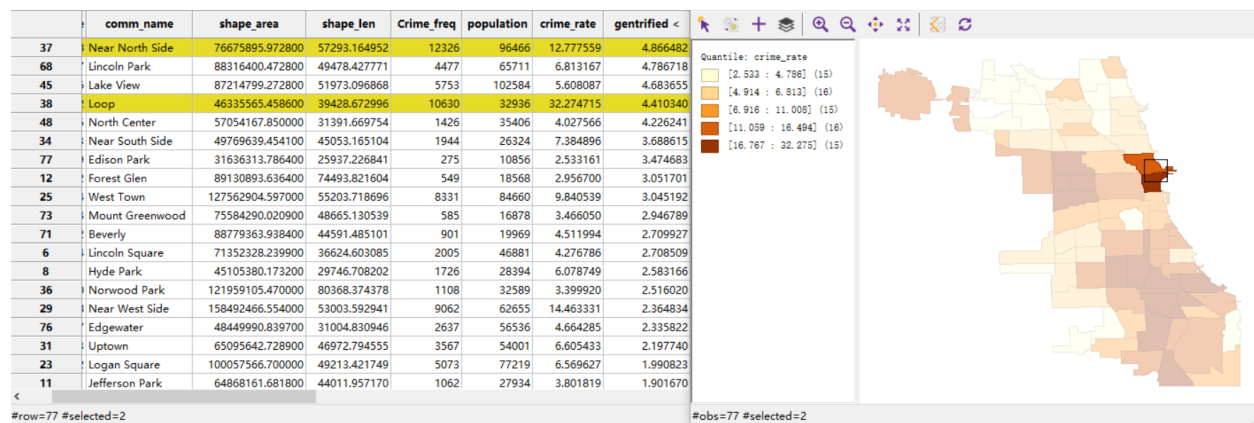 comm_name shape_area shape_len Crime_freq population crime_rate gentrified <
37 Near North Side 76675895.972800 57293.164952 12326 96466 12.777559 4.866482
68 Lincoln Park 88316400.472800 49478.427771 4477 65711 6.813167 4.786718
45 Lake View 87214799.272800 51973.096868 5753 102584 5.608087 4.683655
38 Loop 46335565.458600 39428.672996 10630 32936 32.274715 4.410340
48 North Center 57054167.850000 31391.669754 1426 35406 4.027566 4.226241
34 Near South Side 49769639.454100 45053.165104 1944 26324 7.384896 3.688615
77 Edison Park 31636313.786400 25937.226841 275 10856 2.533161 3.474683
12 Forest Glen 89130893.636400 74493.821604 549 18568 2.956700 3.051701
25 West Town 127562904.597000 55203.718696 8331 84660 9.840539 3.045192
73 Mount Greenwood 75584290.020900 48665.130539 585 16878 3.466050 2.946789
71 Beverly 88779363.938400 44591.485101 901 19969 4.511994 2.709927
6 Lincoln Square 71352328.239900 36624.603085 2005 46881 4.276786 2.708509
8 Hyde Park 45105380.173200 29746.708202 1726 28394 6.078749 2.583166
36 Norwood Park 121959105.470000 80368.374378 1108 32589 3.399920 2.516020
29 Near West Side 158492466.554000 53003.592941 9062 62655 14.463331 2.364834
76 Edgewater 48449990.839700 31004.830946 2637 56536 4.664285 2.335822
31 Uptown 65095642.728900 46972.794555 3567 54001 6.605433 2.197740
23 Logan Square 100057566.700000 49213.421749 5073 77219 6.569627 1.990823
11 Jefferson Park 64868161.681800 44011.957170 1062 27934 3.801819 1.901670
#row=77 #selected=2
Quantile: crime_rate
[2.533 : 4.786] (15)
[4.914 : 6.813] (16)
[6.916 : 11.008] (15)
[11.059 : 16.494] (16)
[16.767 : 32.275] (15)
#obs=77 #selected=2